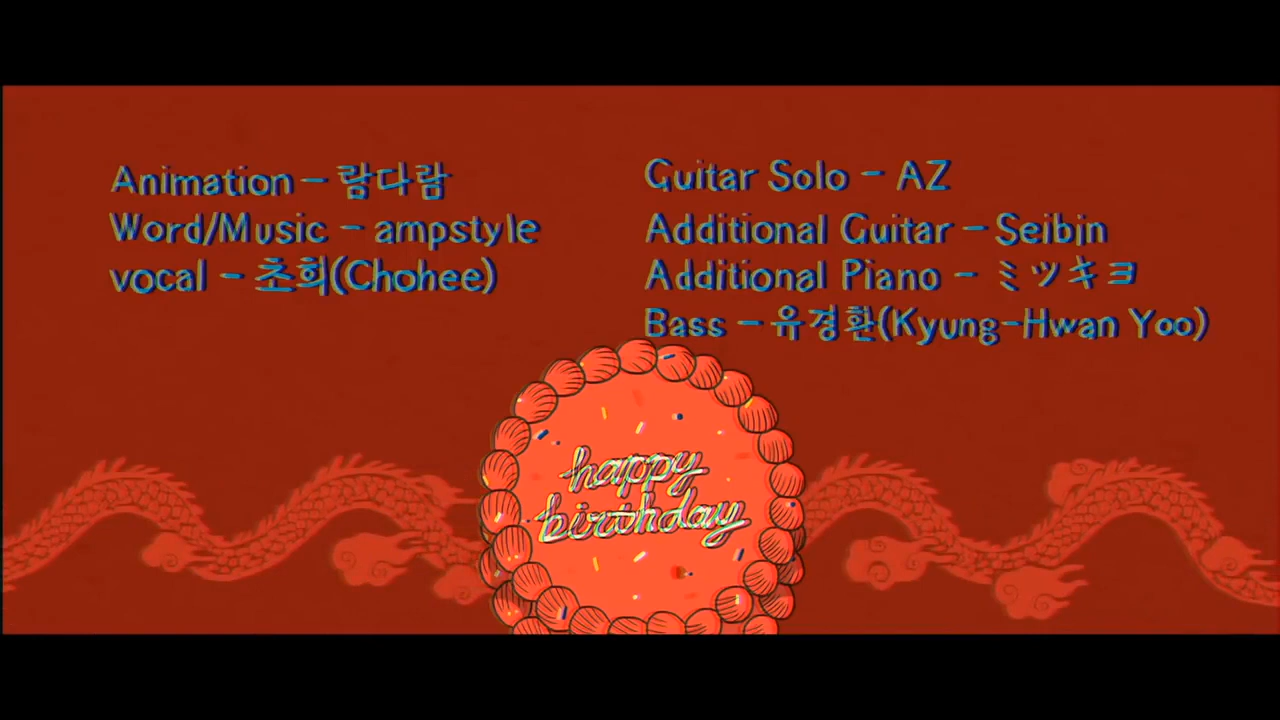 Animation – 람다람
Word/Music – ampstyle
vocal – 초희(Chohee)
Guitar Solo – AZ
Additional Guitar – Seibin
Additional Piano – ミツキヨ
Bass – 유경환(Kyung-Hwan Yoo)
happy
birthday